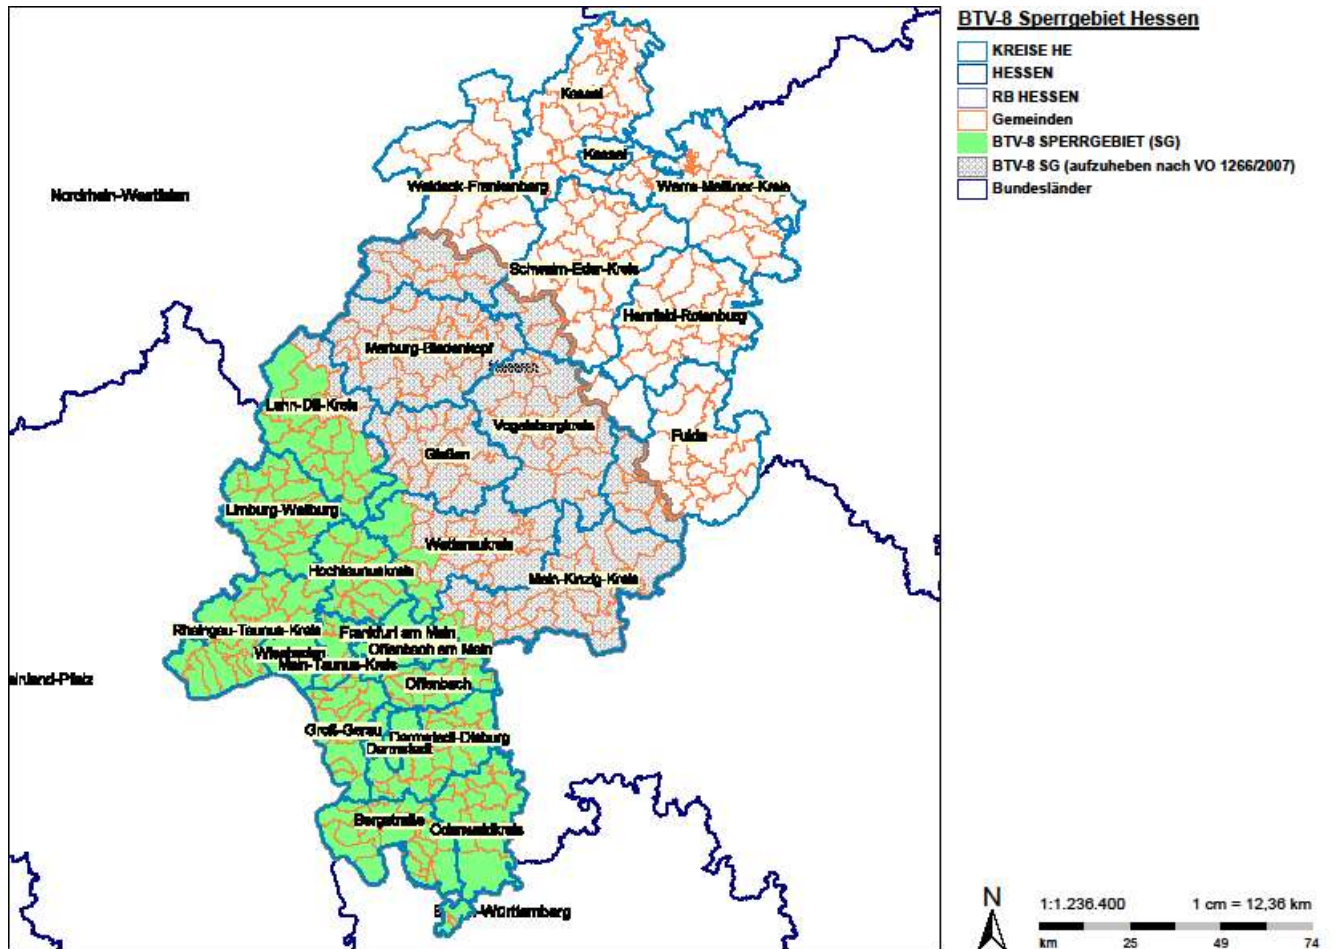 BTV-8 Sperrgebiet Hessen
KREISE HE
HESSEN
RB HESSEN
Gemeinden
BTV-8 SPERRGEBIET (SG)
BTV-8 SG (aufzuheben nach VO 1266/2007)
Bundesländer
Kassel
Kassel
Nordrhein-Westfalen
Waldeck-Frankenberg
Werra-Meißner-Kreis
Schwalm-Eder-Kreis
Hersfeld-Rotenburg
Marburg-Biedenkopf
Hessen
Lahn-Dill-Kreis
Vogelsbergkreis
Fulda
Gießen
Limburg-Weilburg
Wetteraukreis
Hochtaunuskreis
Main-Kinzig-Kreis
Rheingau-Taunus-Kreis
Frankfurt am Main
Wiesbaden
Offenbach am Main
Main-Taunus-Kreis
einland-Pfalz
Offenbach
Groß-Gerau
Darmstadt-Dieburg
Darmstadt
Bergstraße
Odenwaldkreis
-Württemberg
N
1:1.236.400
1 cm = 12,36 km
km 25 49 74